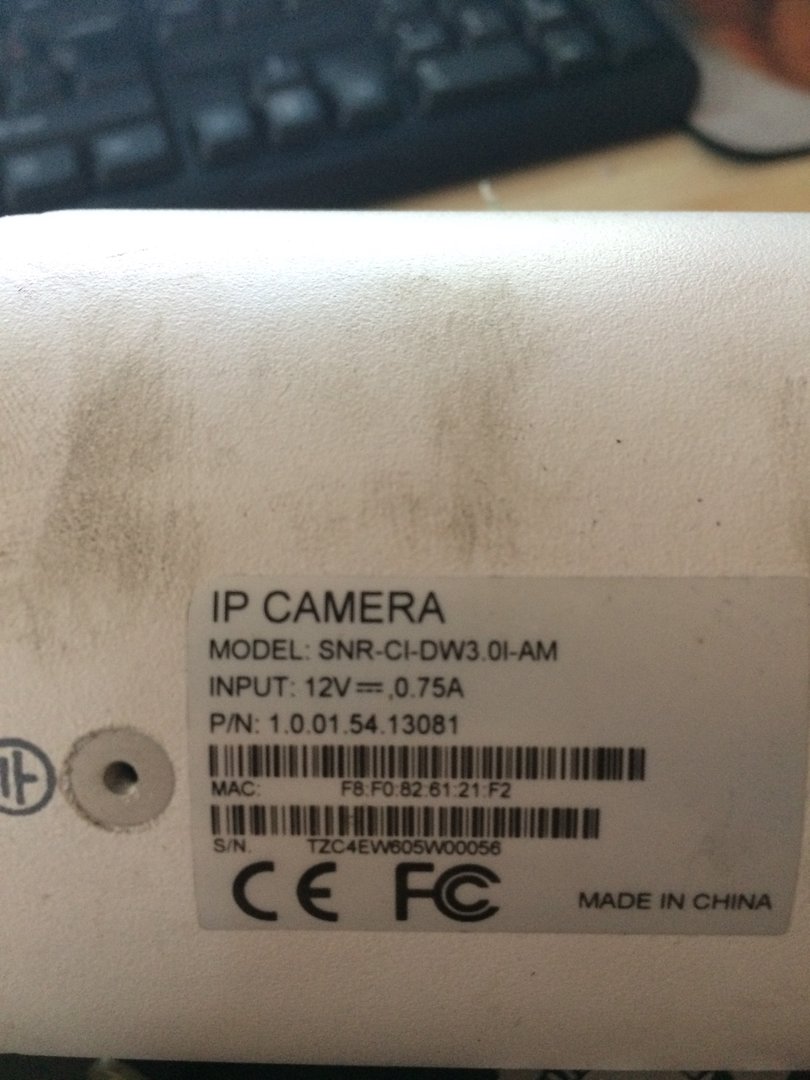 IP CAMERA
MODEL: SNR-CI-DW3.0I-AM
INPUT: 12V⎓,0.75A
P/N: 1.0.01.54.13081
MAC: F8:F0:82:61:21:F2
S/N. TZC4EW605W00056
CE FC MADE IN CHINA